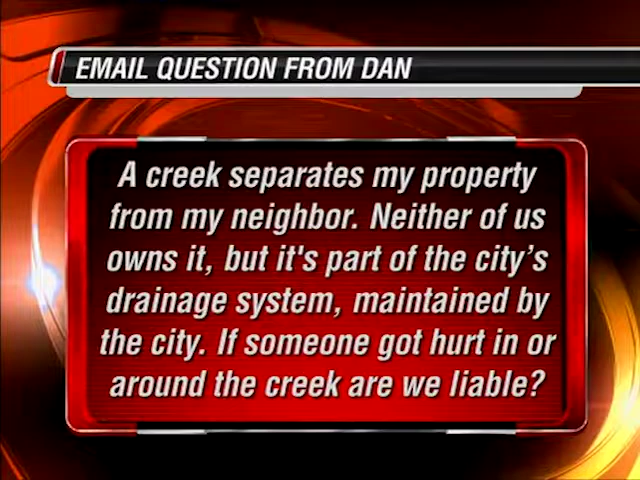 EMAIL QUESTION FROM DAN
A creek separates my property
from my neighbor. Neither of us
owns it, but it's part of the city’s
drainage system, maintained by
the city. If someone got hurt in or
around the creek are we liable?